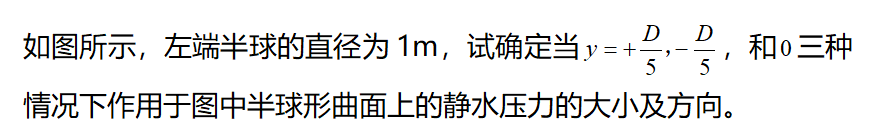 如图所示，左端半球的直径为 1m，试确定当 $y=+\frac{D}{5},-\frac{D}{5}$，和 0 三种
情况下作用于图中半球形曲面上的静水压力的大小及方向。